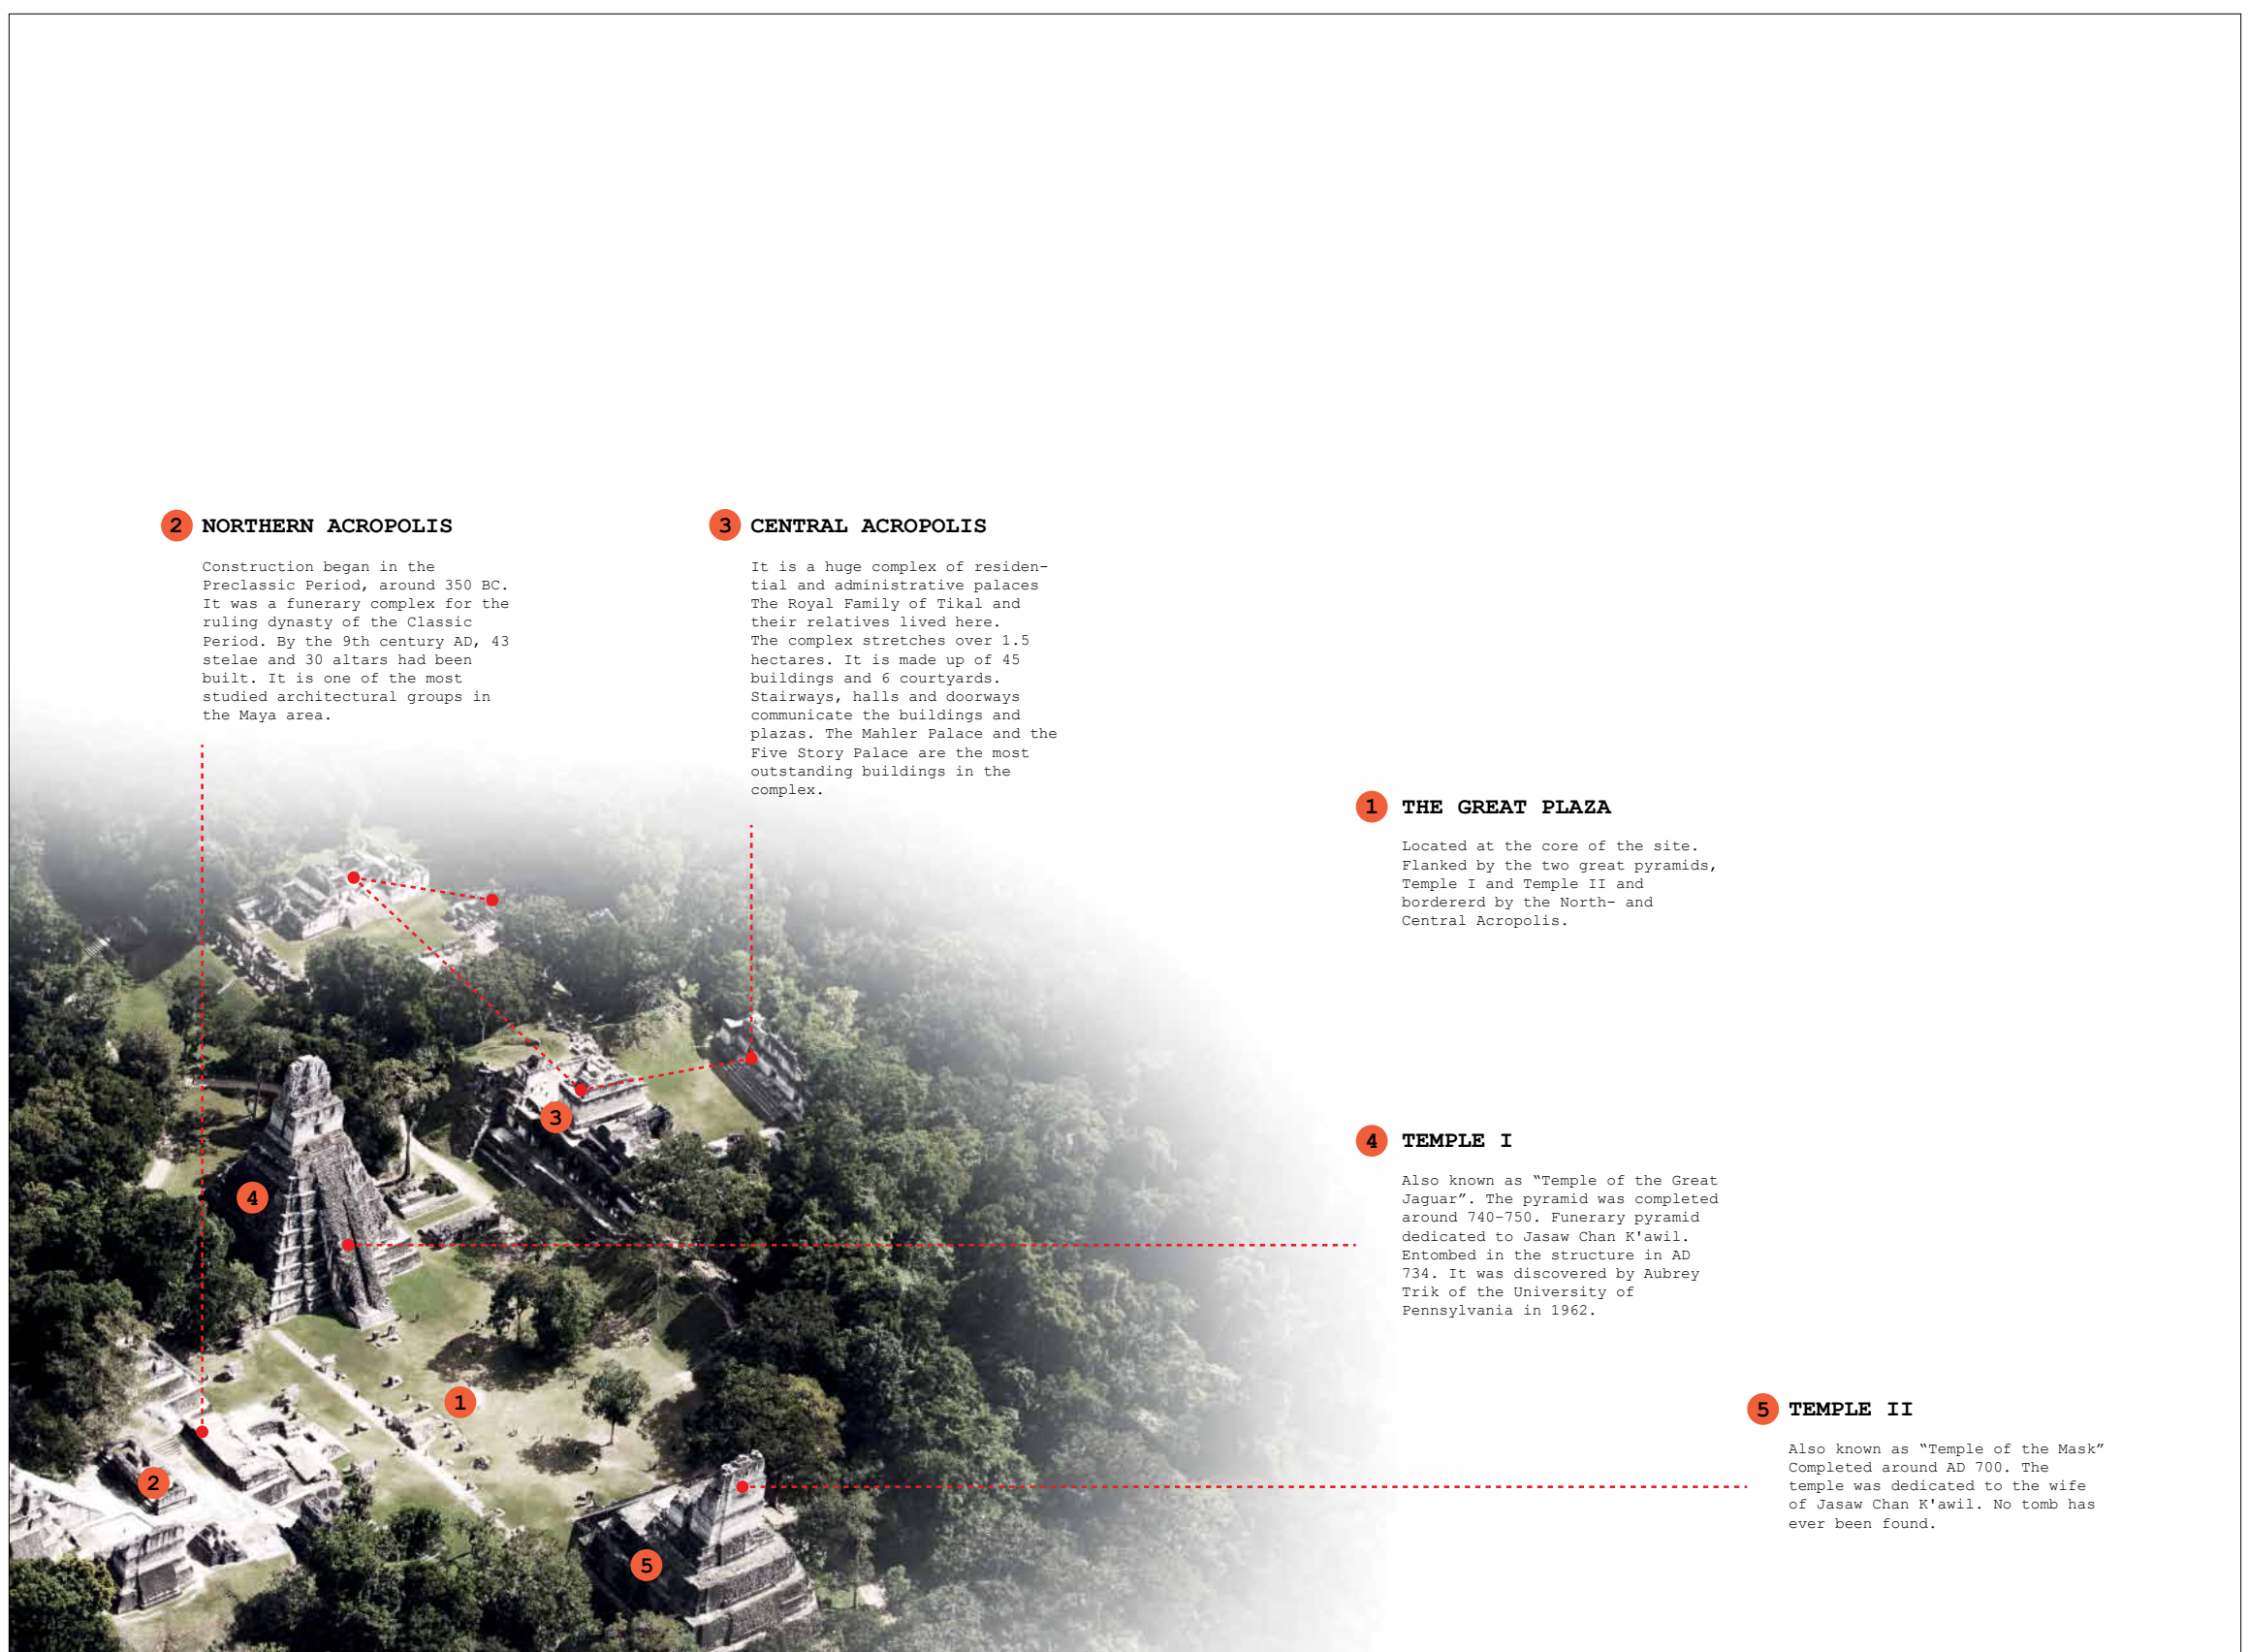 2 NORTHERN ACROPOLIS
Construction began in the
Preclassic Period, around 350 BC.
It was a funerary complex for the
ruling dynasty of the Classic
Period. By the 9th century AD, 43
stelae and 30 altars had been
built. It is one of the most
studied architectural groups in
the Maya area.
3 CENTRAL ACROPOLIS
It is a huge complex of residen-
tial and administrative palaces
The Royal Family of Tikal and
their relatives lived here.
The complex stretches over 1.5
hectares. It is made up of 45
buildings and 6 courtyards.
Stairways, halls and doorways
communicate the buildings and
plazas. The Mahler Palace and the
Five Story Palace are the most
outstanding buildings in the
complex.
1 THE GREAT PLAZA
Located at the core of the site.
Flanked by the two great pyramids,
Temple I and Temple II and
bordererd by the North- and
Central Acropolis.
4 TEMPLE I
Also known as “Temple of the Great
Jaguar”. The pyramid was completed
around 740–750. Funerary pyramid
dedicated to Jasaw Chan K'awil.
Entombed in the structure in AD
734. It was discovered by Aubrey
Trik of the University of
Pennsylvania in 1962.
5 TEMPLE II
Also known as “Temple of the Mask”
Completed around AD 700. The
temple was dedicated to the wife
of Jasaw Chan K'awil. No tomb has
ever been found.
3
4
1
2
5